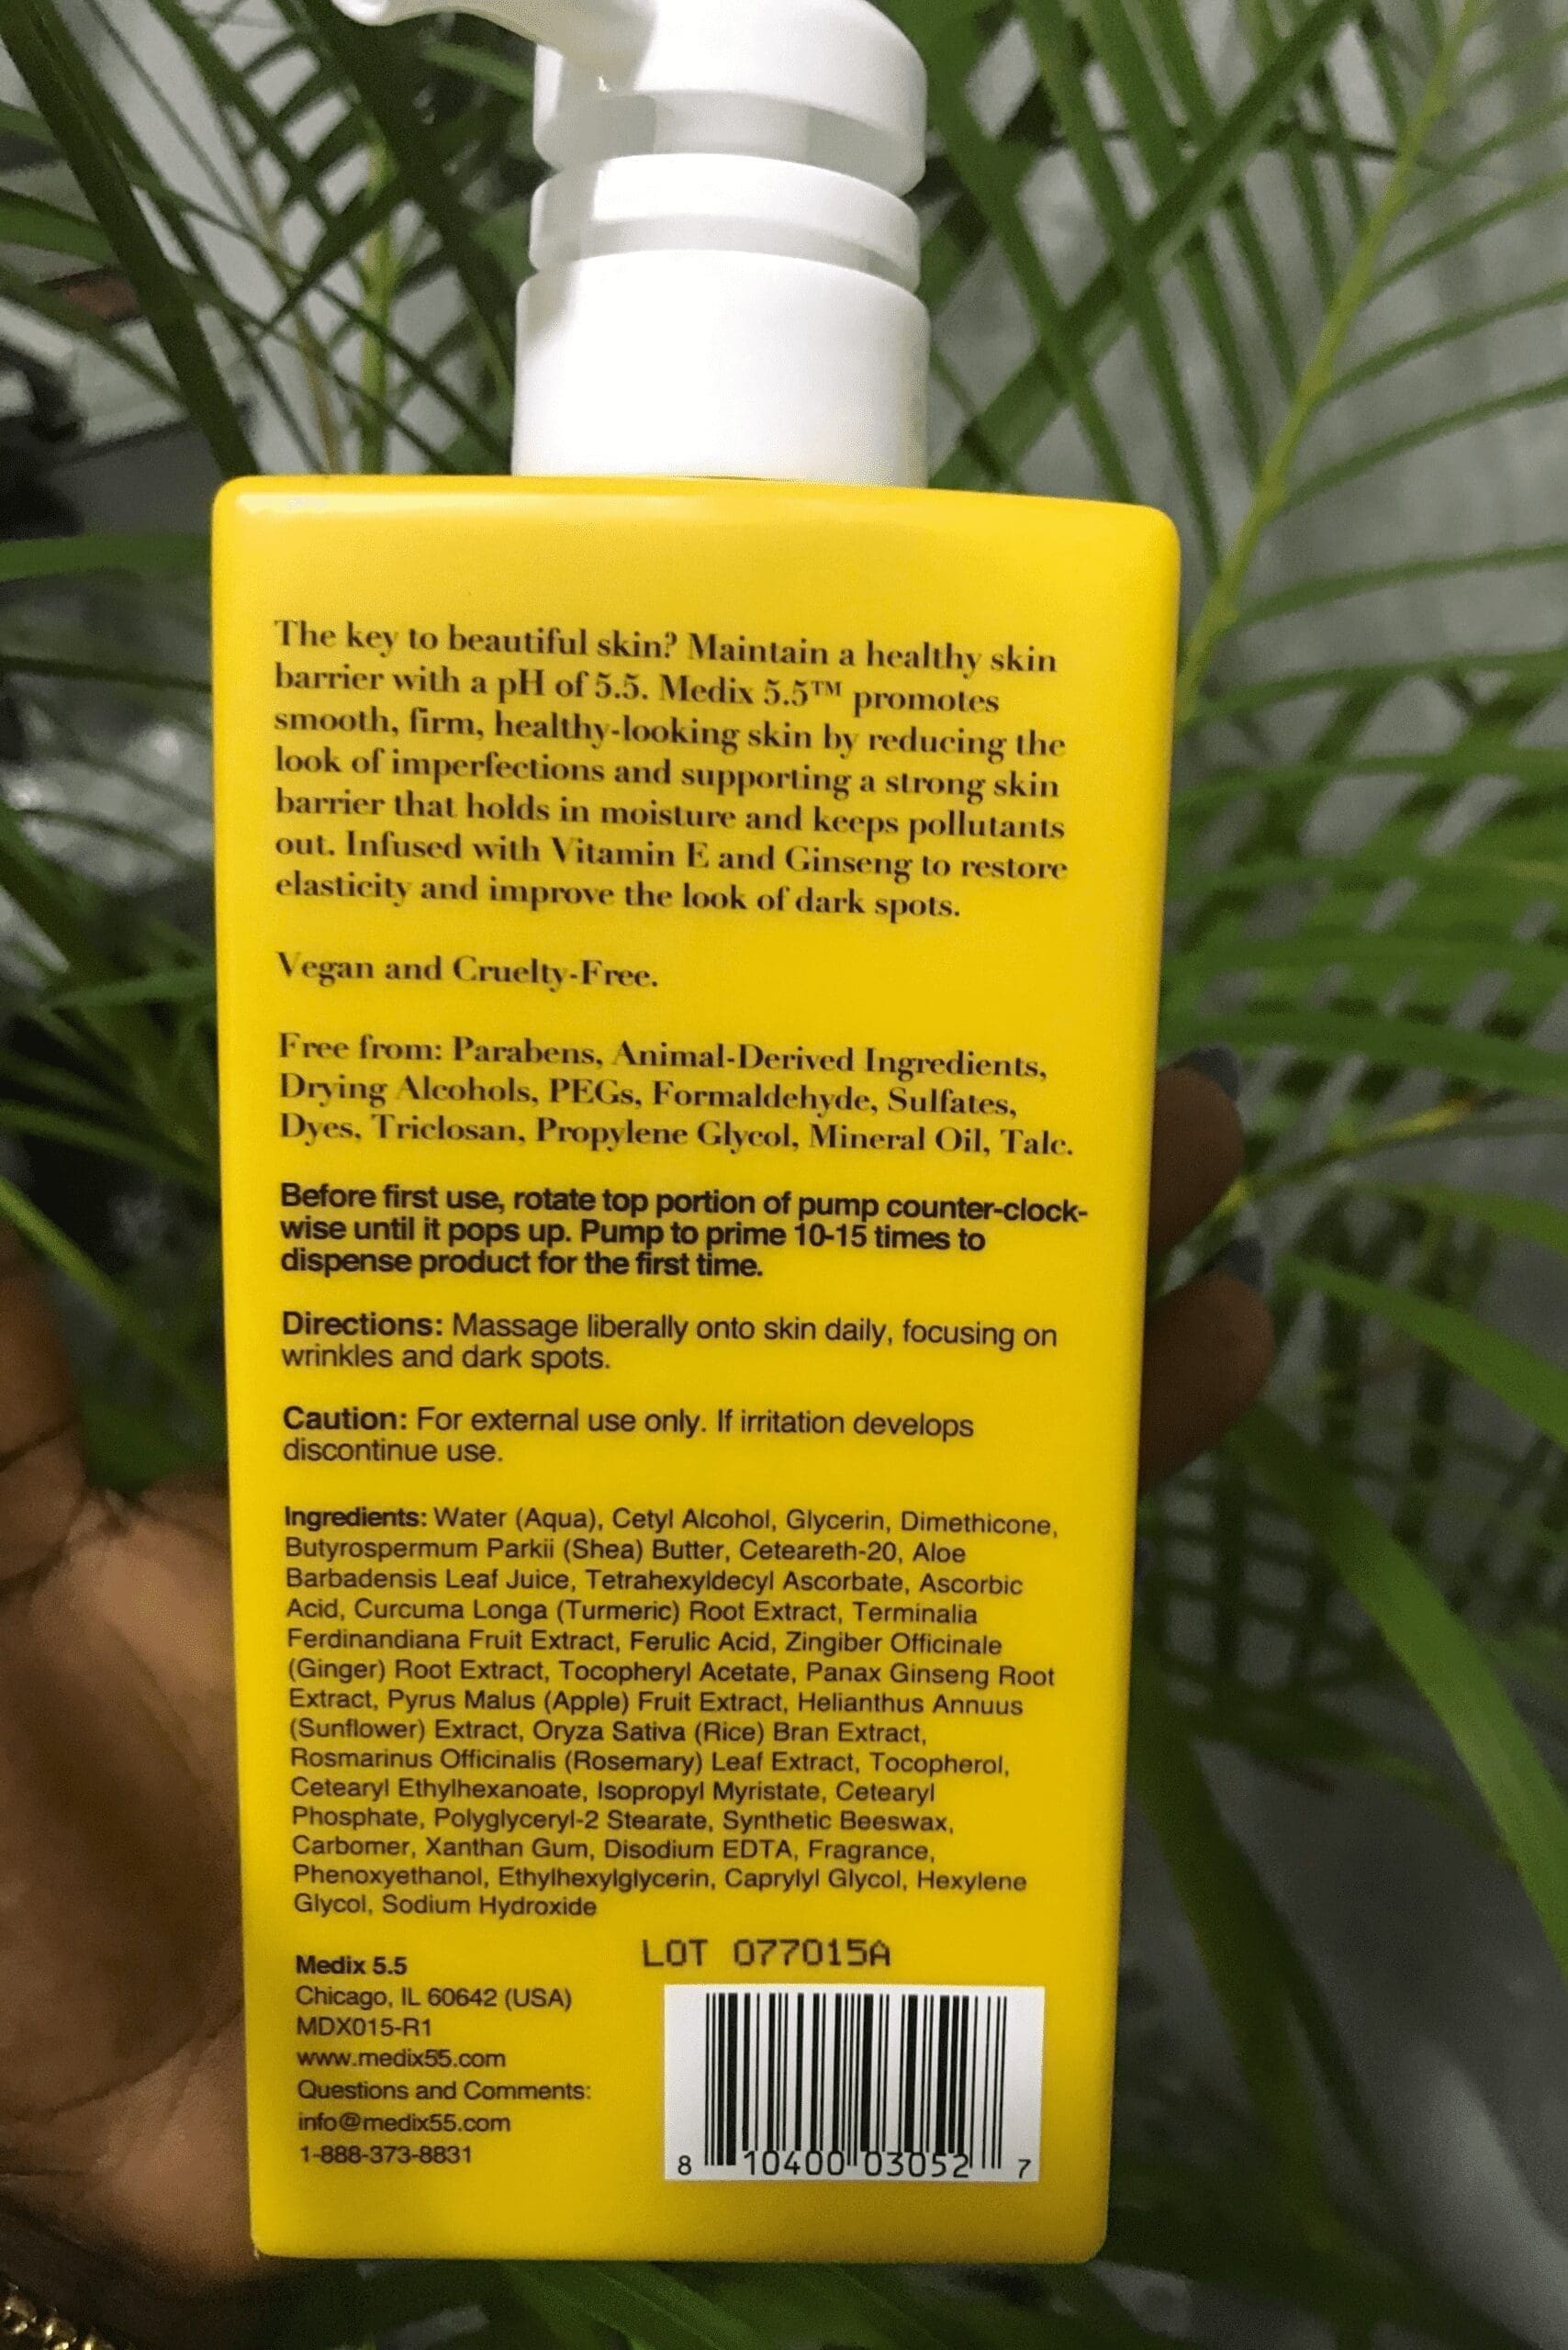 The key to beautiful skin? Maintain a healthy skin
barrier with a pH of 5.5. Medix 5.5™ promotes
smooth, firm, healthy-looking skin by reducing the
look of imperfections and supporting a strong skin
barrier that holds in moisture and keeps pollutants
out. Infused with Vitamin E and Ginseng to restore
elasticity and improve the look of dark spots.
Vegan and Cruelty-Free.
Free from: Parabens, Animal-Derived Ingredients,
Drying Alcohols, PEGs, Formaldehyde, Sulfates,
Dyes, Triclosan, Propylene Glycol, Mineral Oil, Talc.
Before first use, rotate top portion of pump counter-clock-
wise until it pops up. Pump to prime 10-15 times to
dispense product for the first time.
Directions: Massage liberally onto skin daily, focusing on
wrinkles and dark spots.
Caution: For external use only. If irritation develops
discontinue use.
Ingredients: Water (Aqua), Cetyl Alcohol, Glycerin, Dimethicone,
Butyrospermum Parkii (Shea) Butter, Ceteareth-20, Aloe
Barbadensis Leaf Juice, Tetrahexyldecyl Ascorbate, Ascorbic
Acid, Curcuma Longa (Turmeric) Root Extract, Terminalia
Ferdinandiana Fruit Extract, Ferulic Acid, Zingiber Officinale
(Ginger) Root Extract, Tocopheryl Acetate, Panax Ginseng Root
Extract, Pyrus Malus (Apple) Fruit Extract, Helianthus Annuus
(Sunflower) Extract, Oryza Sativa (Rice) Bran Extract,
Rosmarinus Officinalis (Rosemary) Leaf Extract, Tocopherol,
Cetearyl Ethylhexanoate, Isopropyl Myristate, Cetearyl
Phosphate, Polyglyceryl-2 Stearate, Synthetic Beeswax,
Carbomer, Xanthan Gum, Disodium EDTA, Fragrance,
Phenoxyethanol, Ethylhexylglycerin, Caprylyl Glycol, Hexylene
Glycol, Sodium Hydroxide
LOT 077015A
Medix 5.5
Chicago, IL 60642 (USA)
MDX015-R1
www.medix55.com
Questions and Comments:
info@medix55.com
1-888-373-8831
8 10400 03052 7